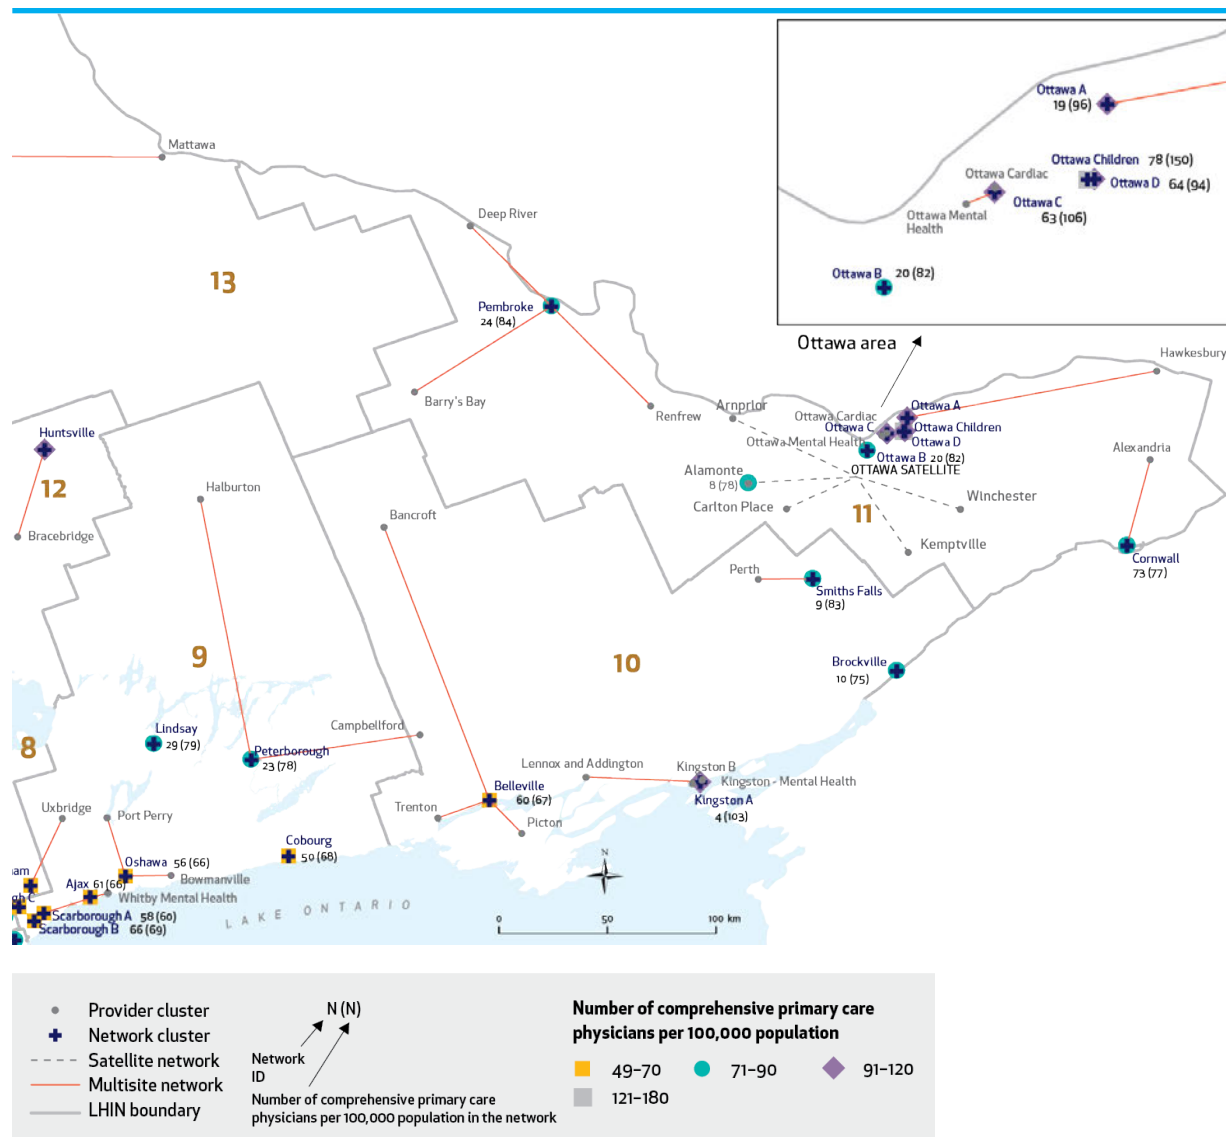 Ottawa A
19 (96)
Ottawa Children 78 (150)
Ottawa Cardiac
Ottawa D 64 (94)
Ottawa C
63 (106)
Ottawa Mental
Health
Ottawa B 20 (82)
Ottawa area
Mattawa
Deep River
13
Pembroke
24 (84)
Barry's Bay
Renfrew
Arnprior
Hawkesbury
Ottawa A
Ottawa Cardiac
Ottawa C
Ottawa Children
Ottawa Mental Health
Ottawa D
Ottawa B 20 (82)
OTTAWA SATELLITE
Alexandria
Huntsville
12
Bracebridge
Halburton
Bancroft
Alamonte
8 (78)
Carlton Place
11
Winchester
Kemptville
Cornwall
73 (77)
Perth
Smiths Falls
9 (83)
9
10
Brockville
10 (75)
8
Lindsay
29 (79)
Peterborough
23 (78)
Campbellford
Lennox and Addington
Kingston B
Kingston - Mental Health
Kingston A
4 (103)
Belleville
60 (67)
Trenton
Picton
Uxbridge
Port Perry
Cobourg
50 (68)
Oshawa 56 (66)
Bowmanville
ham
Ajax 61 (66)
Whitby Mental Health
gh C
Scarborough A 58 (60)
Scarborough B 66 (69)
LAKE ONTARIO
N
0 50 100 km
Provider cluster
Network cluster
Satellite network
Multisite network
LHIN boundary
N (N)
Network
ID
Number of comprehensive primary care
physicians per 100,000 population in the network
Number of comprehensive primary care
physicians per 100,000 population
49–70 71–90 91–120
121–180